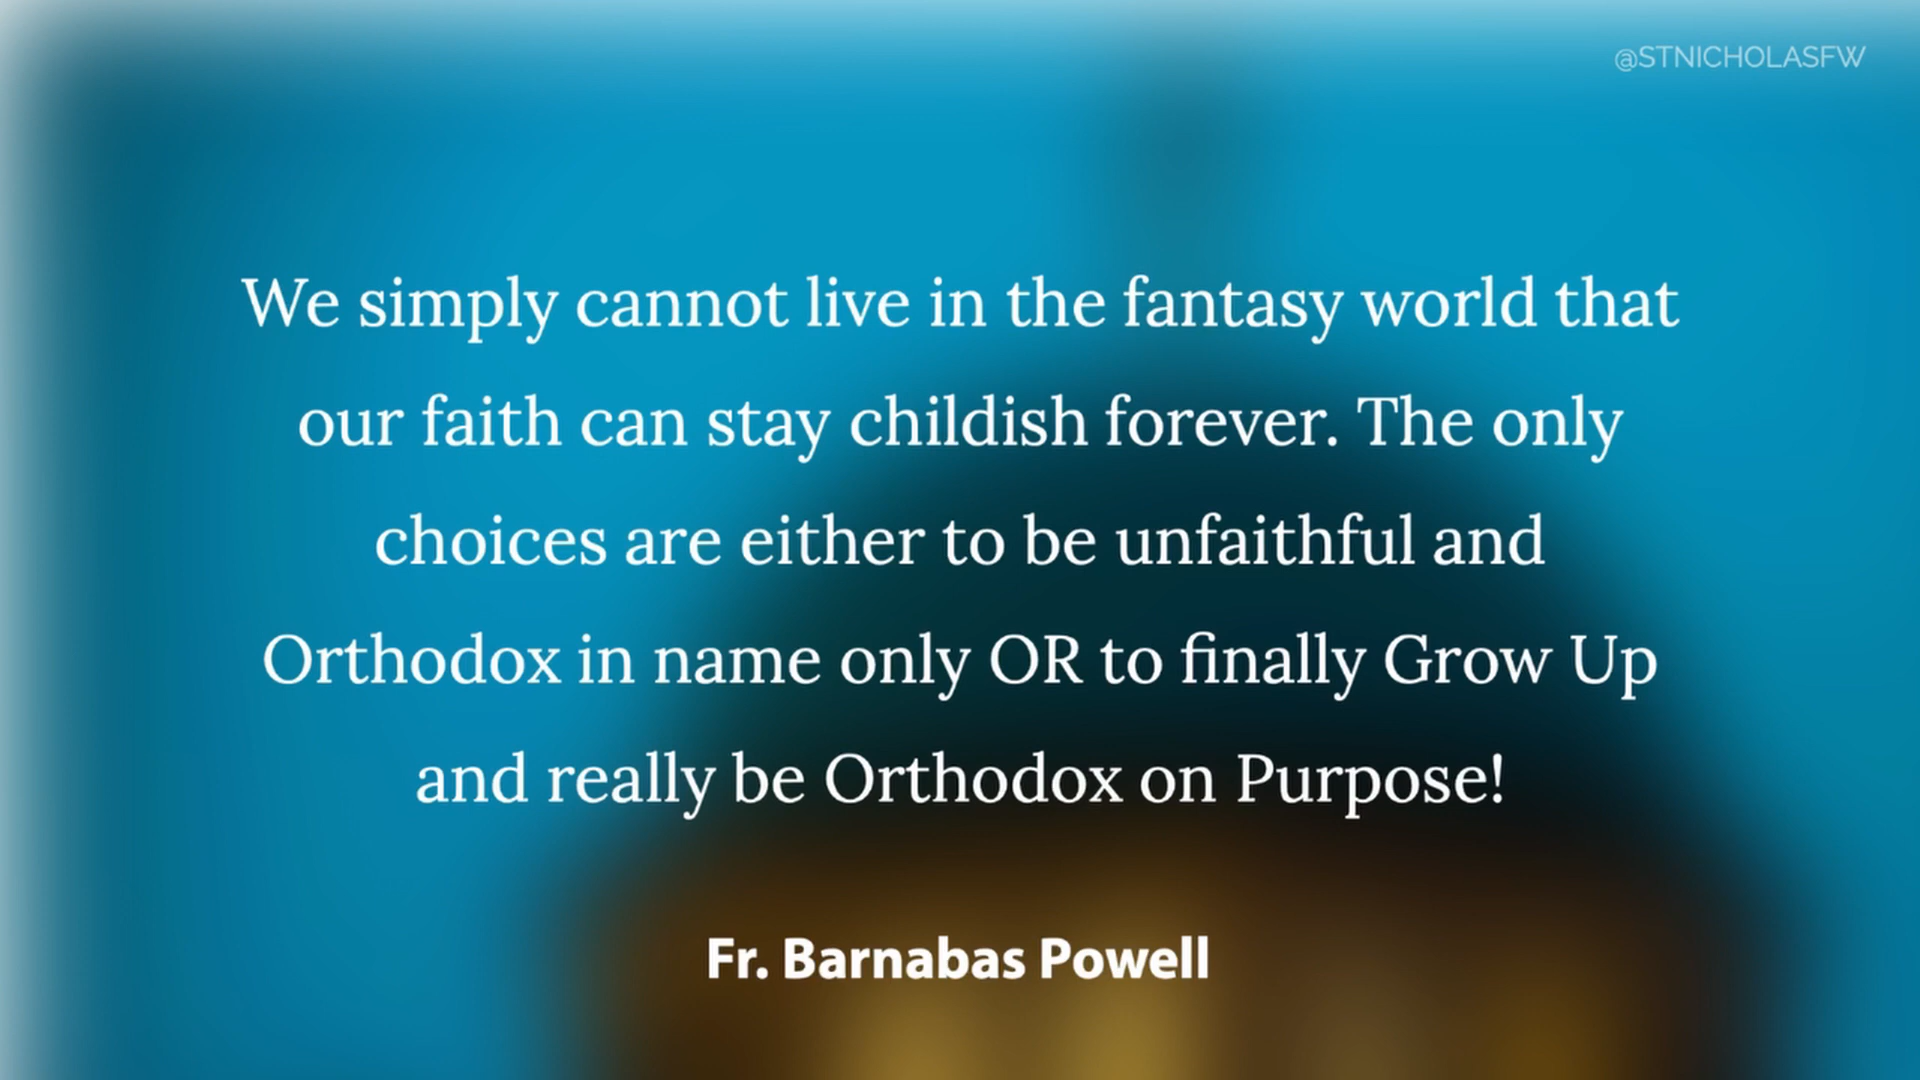 @STNICHOLASFW
We simply cannot live in the fantasy world that
our faith can stay childish forever. The only
choices are either to be unfaithful and
Orthodox in name only OR to finally Grow Up
and really be Orthodox on Purpose!
Fr. Barnabas Powell